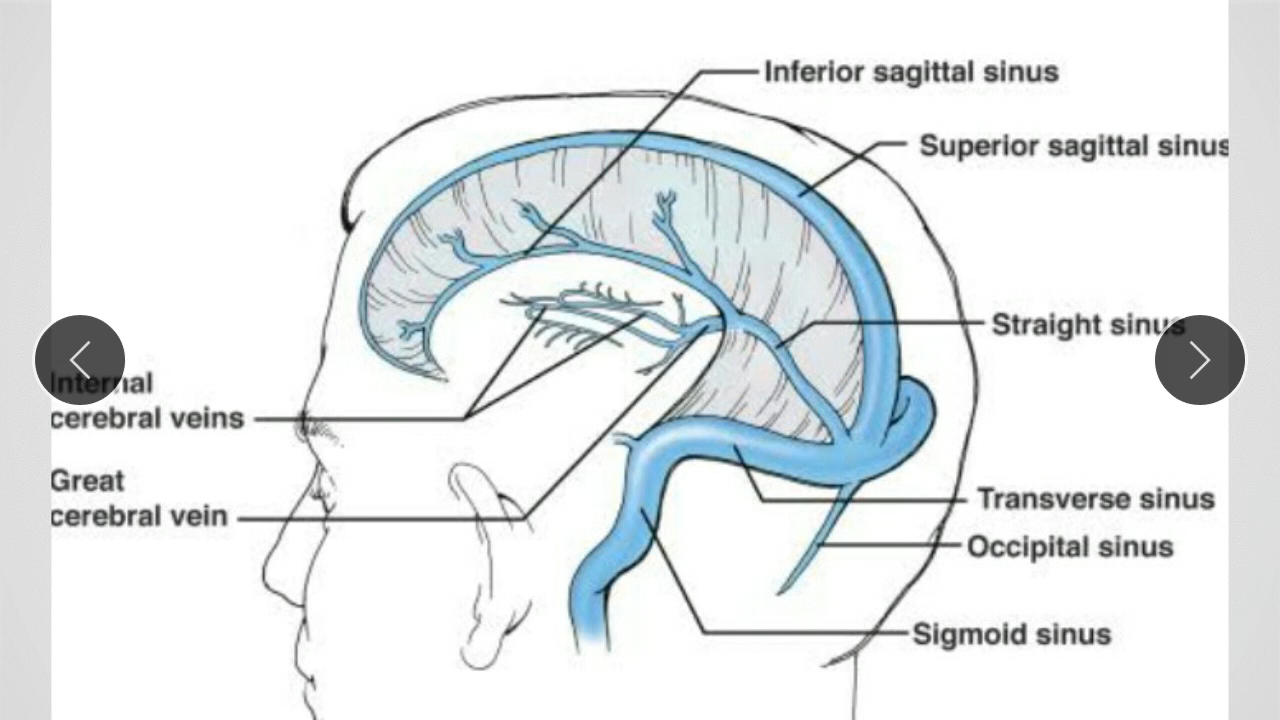 Inferior sagittal sinus
Superior sagittal sinus
Straight sinus
Internal
cerebral veins
Great
cerebral vein
Transverse sinus
Occipital sinus
Sigmoid sinus